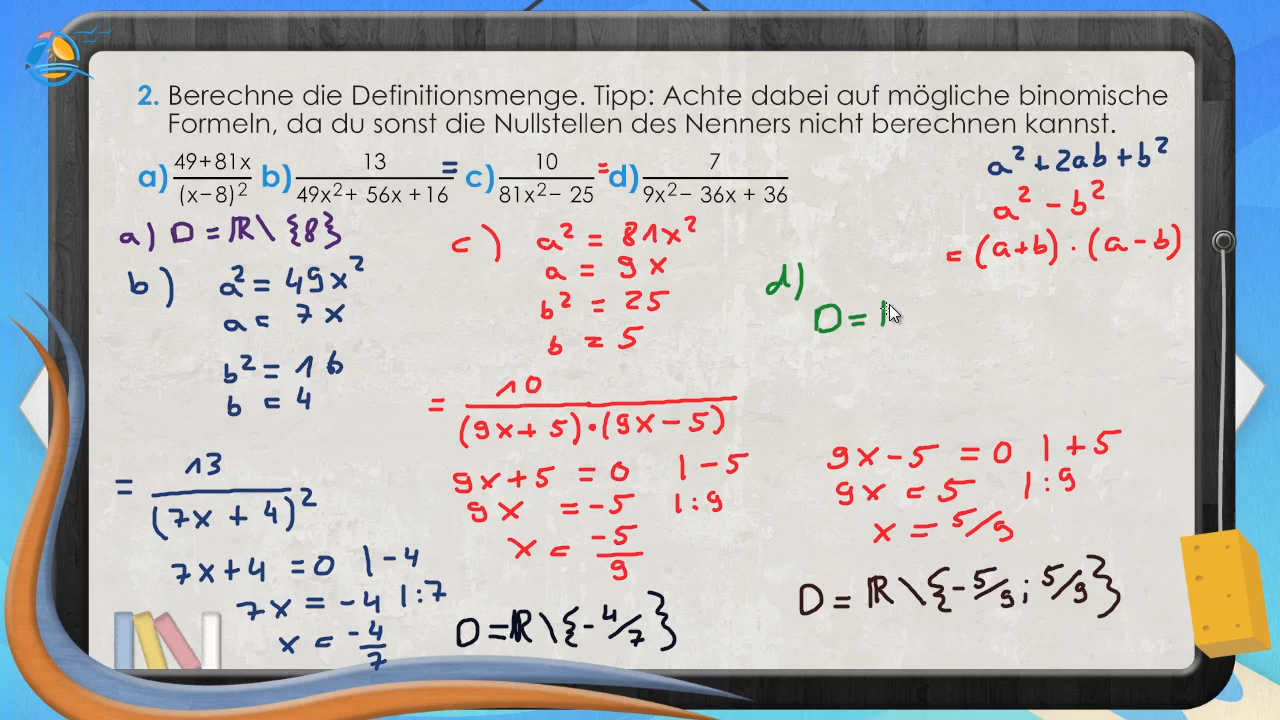 2. Berechne die Definitionsmenge. Tipp: Achte dabei auf mögliche binomische
Formeln, da du sonst die Nullstellen des Nenners nicht berechnen kannst.
a) (49+81x)/(x−8)² b) 13/(49x²+ 56x +16) = c) 10/(81x²− 25) = d) 7/(9x²− 36x + 36)
a² + 2ab + b²
a² − b²
= (a+b) · (a−b)
a) D = ℝ\{8}
b) a² = 49x²
a = 7x
b² = 16
b = 4
= 13/(7x + 4)²
7x+4 = 0 |−4
7x = −4 |:7
x = −4/7
D=ℝ\{−4/7}
c) a² = 81x²
a = 9x
b² = 25
b = 5
= 10/((9x+5)·(9x−5))
9x+5 = 0 |−5
9x = −5 |:9
x = −5/9
9x−5 = 0 |+5
9x = 5 |:9
x = 5/9
D = ℝ\{−5/9; 5/9}
d)
D = I